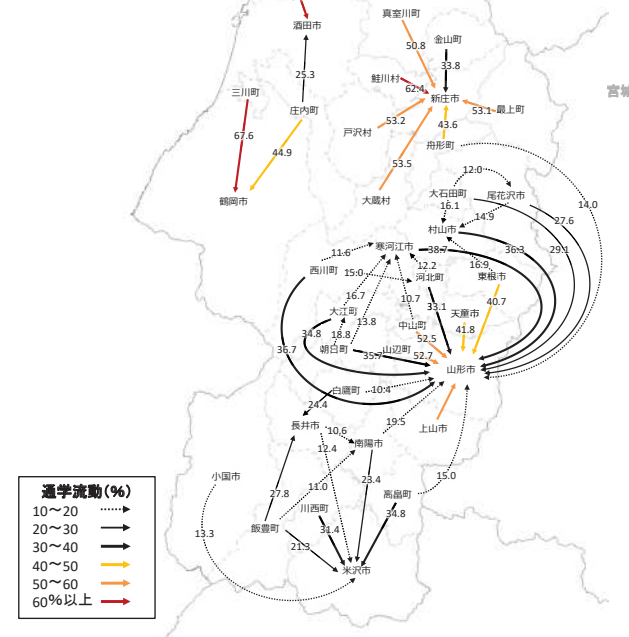 真室川町
酒田市
金山町
50.8
33.8
宮城
25.3
鮭川村
三川町
62.4
新庄市
庄内町
53.1
最上町
67.6
戸沢村
53.2
43.6
44.9
舟形町
53.5
12.0
鶴岡市
大蔵村
大石田町
尾花沢市
14.0
16.1
14.9
27.6
村山市
11.6
寒河江市
38.7
36.3
29.1
西川町
15.0
12.2
16.9
河北町
東根市
16.7
10.7
33.1
40.7
大江町
13.8
中山町
天童市
34.8
18.8
41.8
52.5
36.7
朝日町
35.7
山辺町
52.7
山形市
白鷹町
10.4
24.4
長井市
10.6
19.5
上山市
南陽市
12.4
小国市
11.0
23.4
15.0
27.8
高畠町
川西町
34.8
飯豊町
31.4
13.3
21.3
米沢市
通学流動(%)
10～20
20～30
30～40
40～50
50～60
60%以上